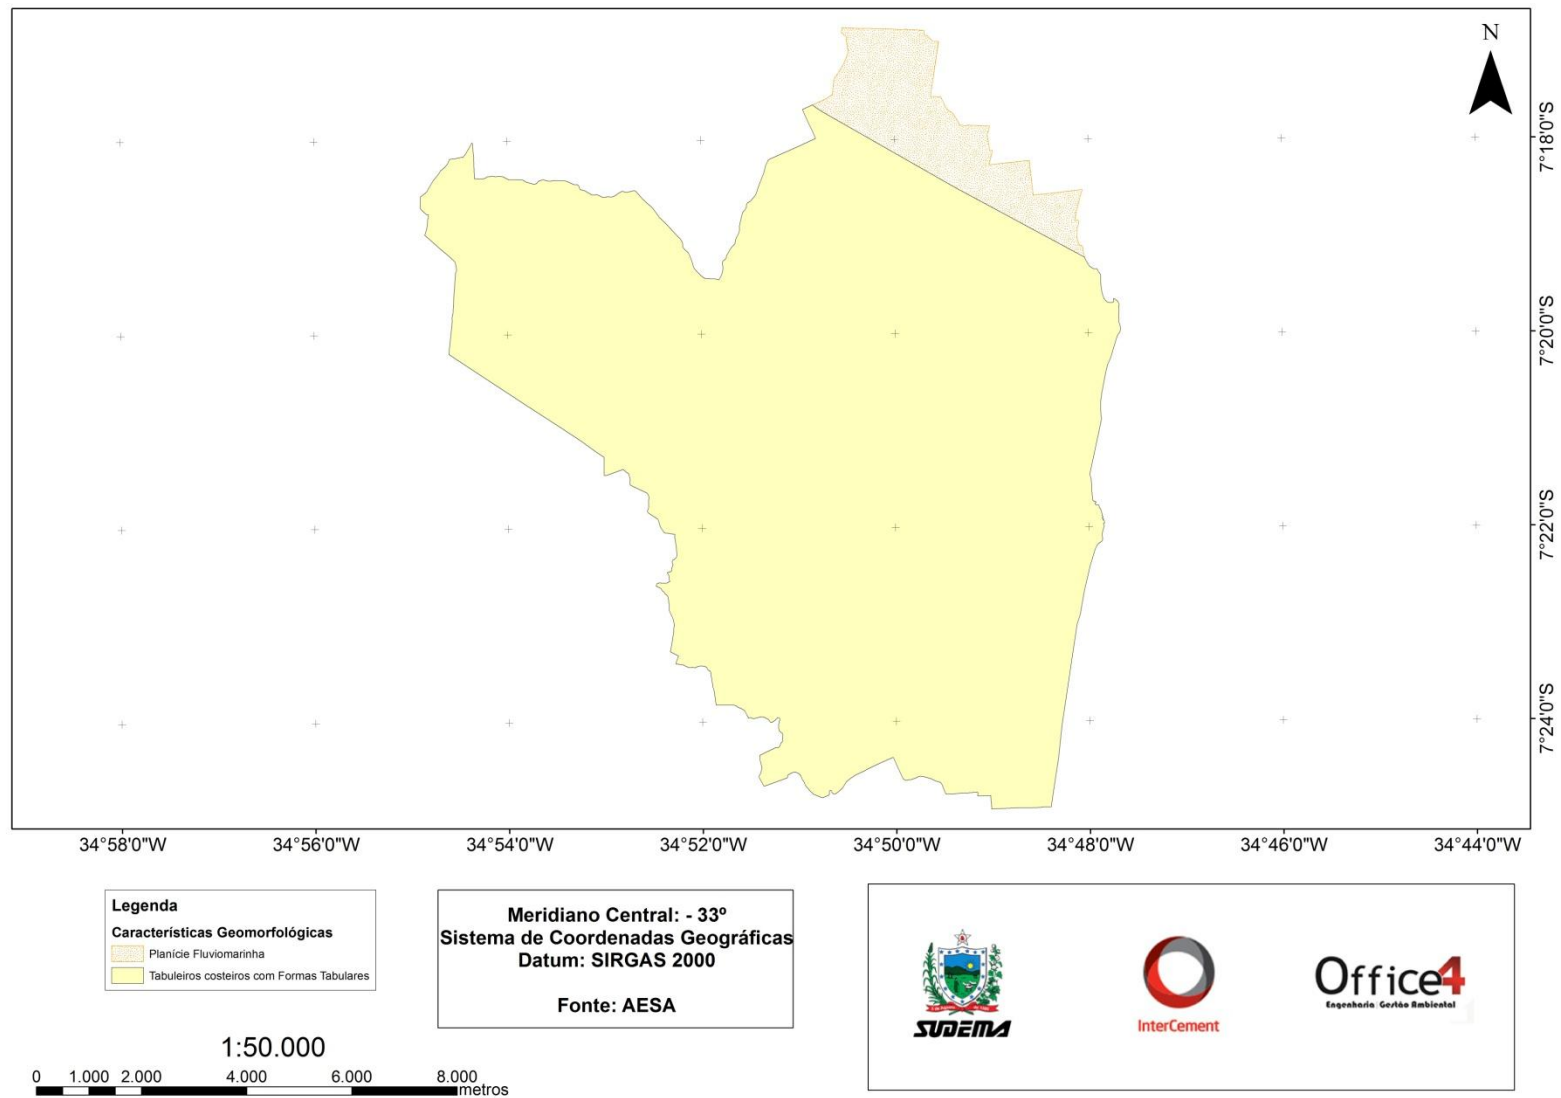 N
7°18'0"S
7°20'0"S
7°22'0"S
7°24'0"S
34°58'0"W 34°56'0"W 34°54'0"W 34°52'0"W 34°50'0"W 34°48'0"W 34°46'0"W 34°44'0"W
Legenda
Características Geomorfológicas
Planície Fluviomarinha
Tabuleiros costeiros com Formas Tabulares
Meridiano Central: - 33º
Sistema de Coordenadas Geográficas
Datum: SIRGAS 2000
Fonte: AESA
SUDEMA
InterCement
Office4
Engenharia Gestão Ambiental
1:50.000
0 1.000 2.000 4.000 6.000 8.000
metros